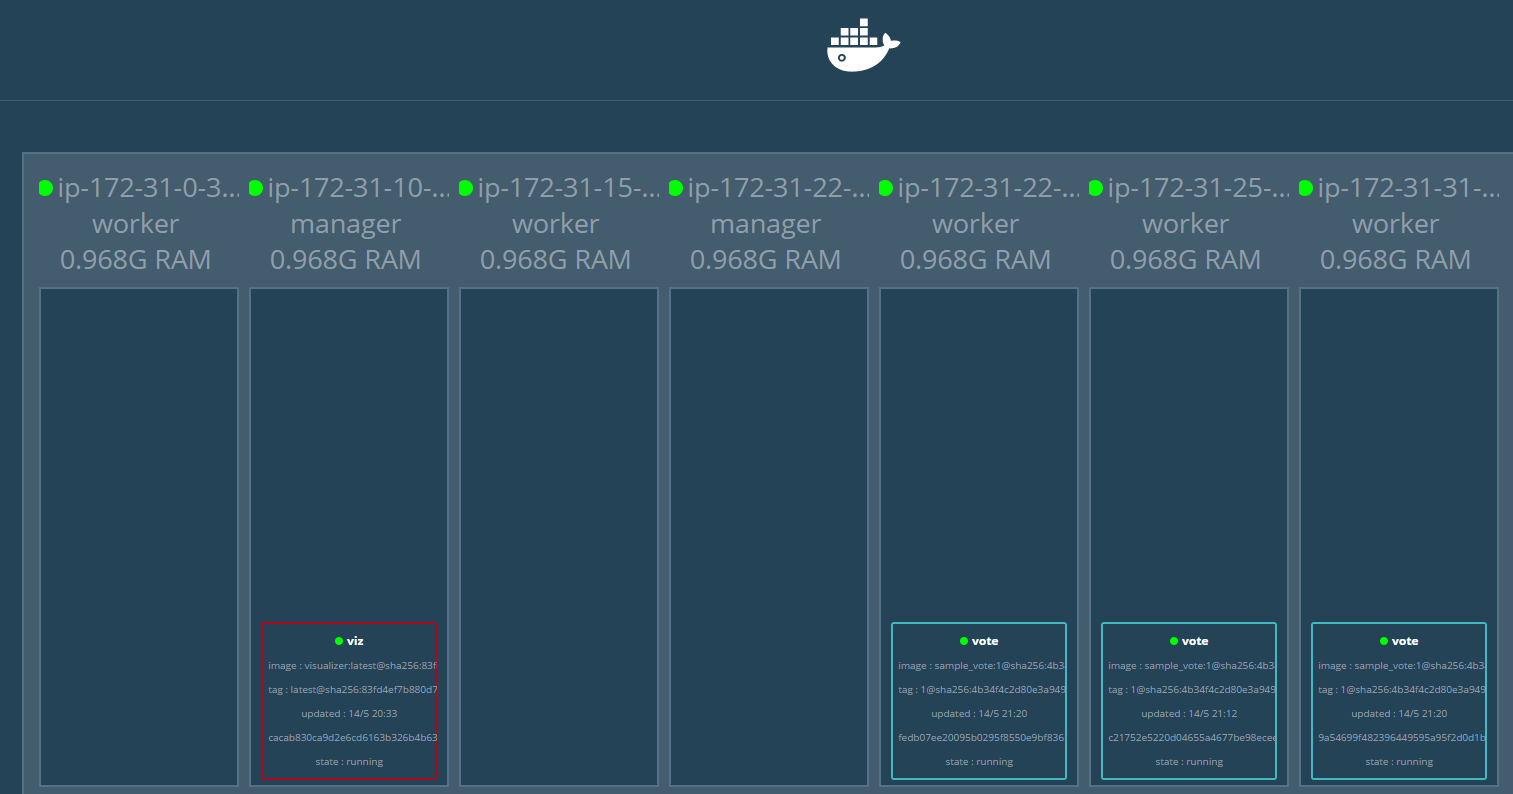 ip-172-31-0-3...
worker
0.968G RAM
ip-172-31-10-...
manager
0.968G RAM
viz
image : visualizer:latest@sha256:83f
tag : latest@sha256:83fd4ef7b880d7
updated : 14/5 20:33
cacab830ca9d2e6cd6163b326b4b63
state : running
ip-172-31-15-...
worker
0.968G RAM
ip-172-31-22-...
manager
0.968G RAM
ip-172-31-22-...
worker
0.968G RAM
vote
image : sample_vote:1@sha256:4b3
tag : 1@sha256:4b34f4c2d80e3a949
updated : 14/5 21:20
fedb07ee20095b0295f8550e9bf836
state : running
ip-172-31-25-...
worker
0.968G RAM
vote
image : sample_vote:1@sha256:4b3
tag : 1@sha256:4b34f4c2d80e3a949
updated : 14/5 21:12
c21752e5220d04655a4677be98ecee
state : running
ip-172-31-31-...
worker
0.968G RAM
vote
image : sample_vote:1@sha256:4b3
tag : 1@sha256:4b34f4c2d80e3a949
updated : 14/5 21:20
9a54699f482396449595a95f2d0d1b
state : running